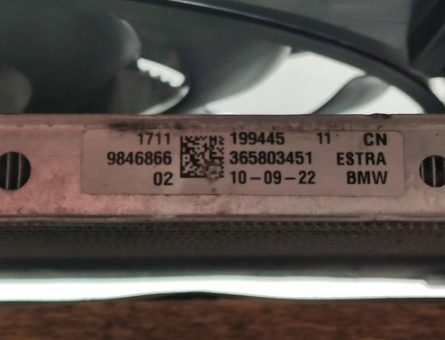 1711 199445 11 CN
9846866 365803451 ESTRA
02 10-09-22 BMW